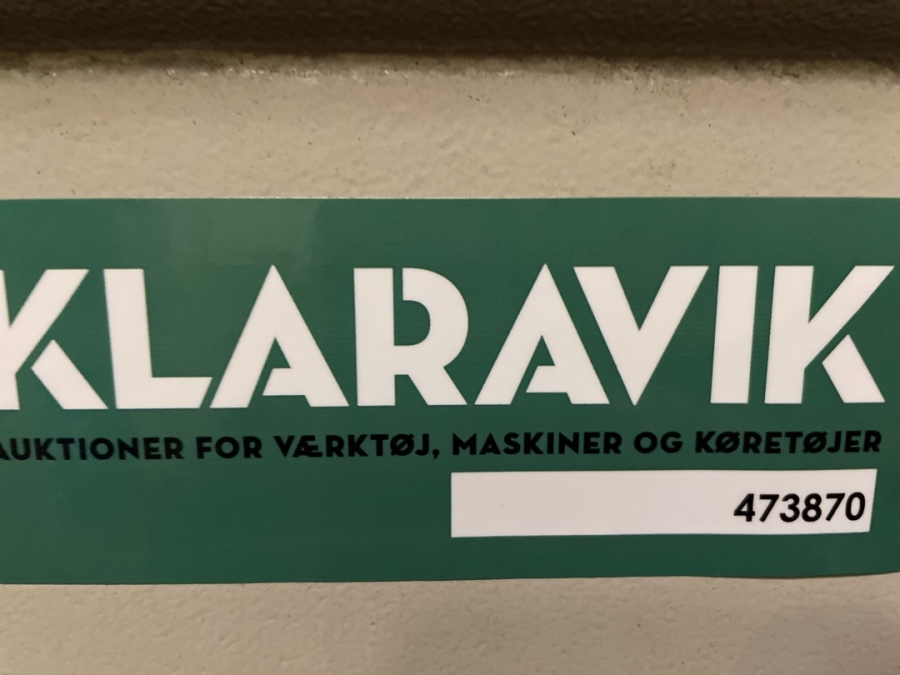 KLARAVIK
AUKTIONER FOR VÆRKTØJ, MASKINER OG KØRETØJER
473870